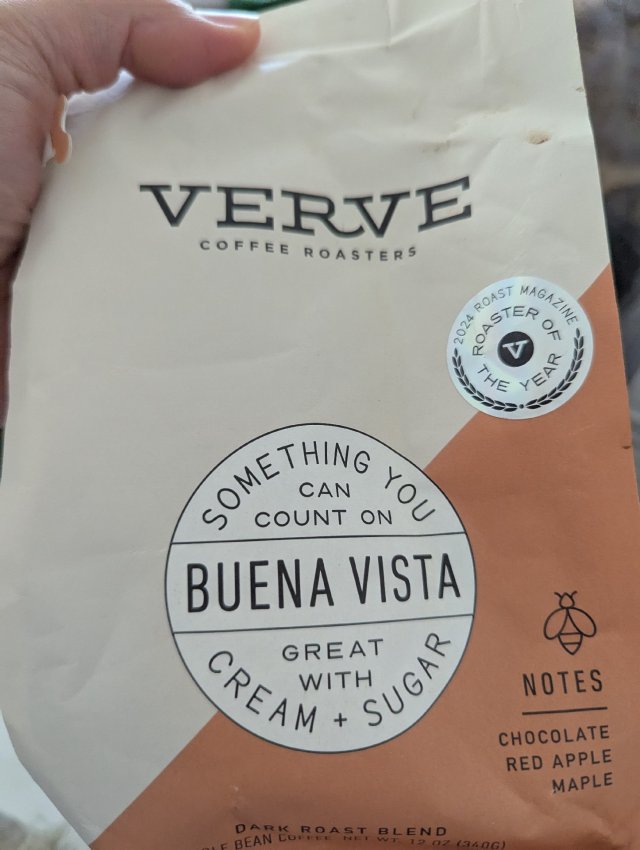 VERVE
COFFEE ROASTERS
2024 ROAST MAGAZINE
ROASTER OF
V
THE YEAR
SOMETHING YOU
CAN
COUNT ON
BUENA VISTA
GREAT
WITH
CREAM + SUGAR
NOTES
CHOCOLATE
RED APPLE
MAPLE
DARK ROAST BLEND
BEAN COFFEE NET WT. 12 OZ (340G)